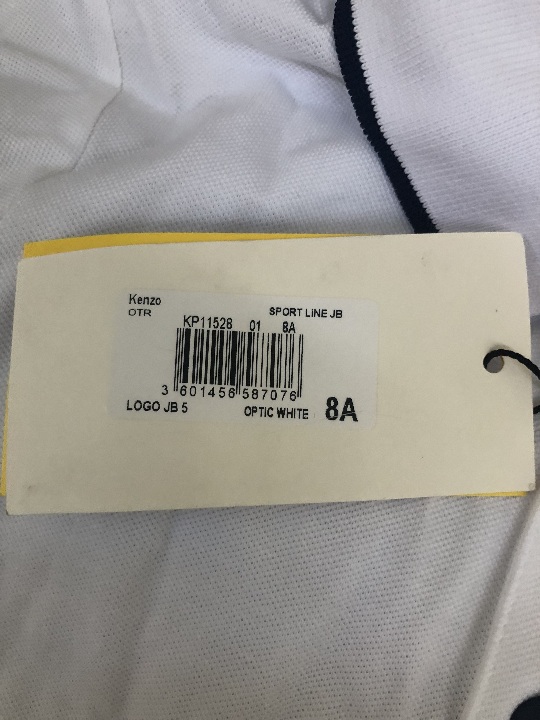 Kenzo
OTR SPORT LINE JB
KP11528 01 8A
3 601456 587076
LOGO JB 5 OPTIC WHITE 8A